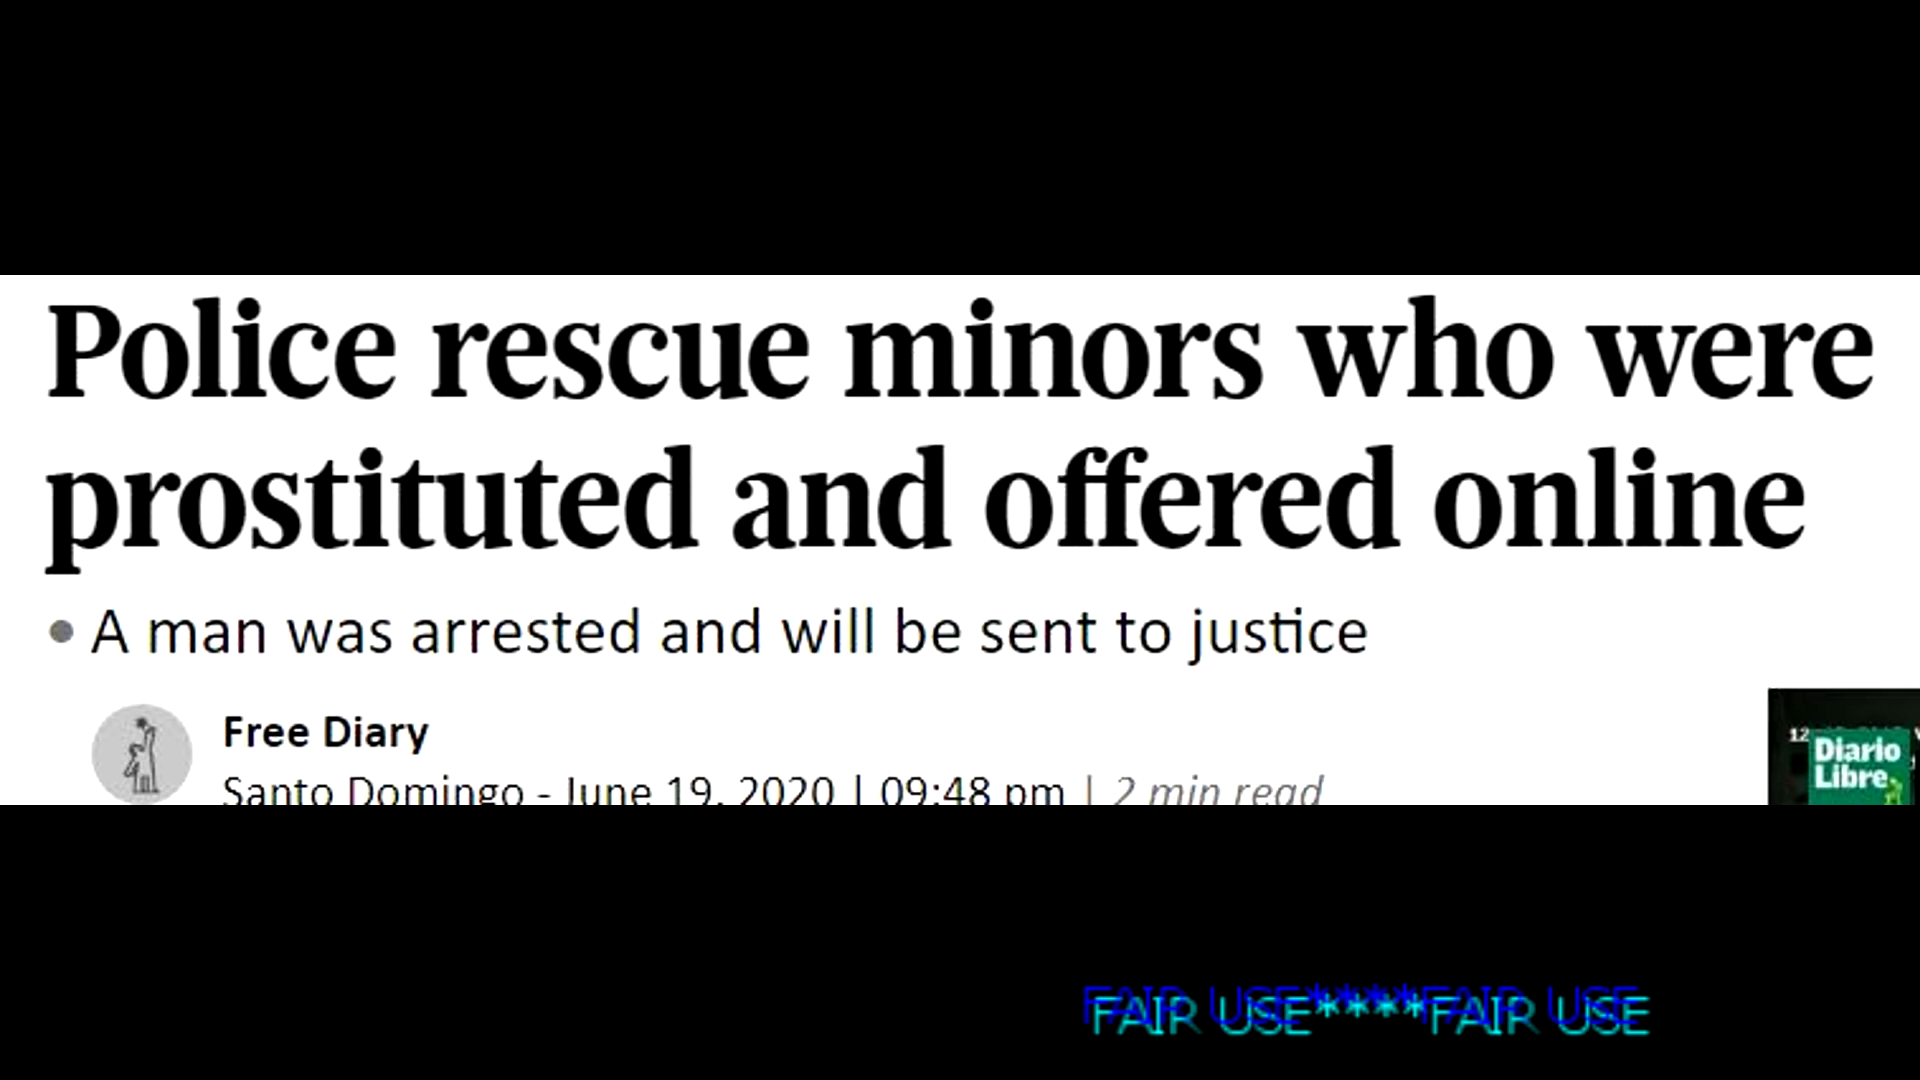 Police rescue minors who were
prostituted and offered online
• A man was arrested and will be sent to justice
Free Diary
Santo Domingo - June 19, 2020 | 09:48 pm | 2 min read
Diario
Libre
FAIR USE****FAIR USE